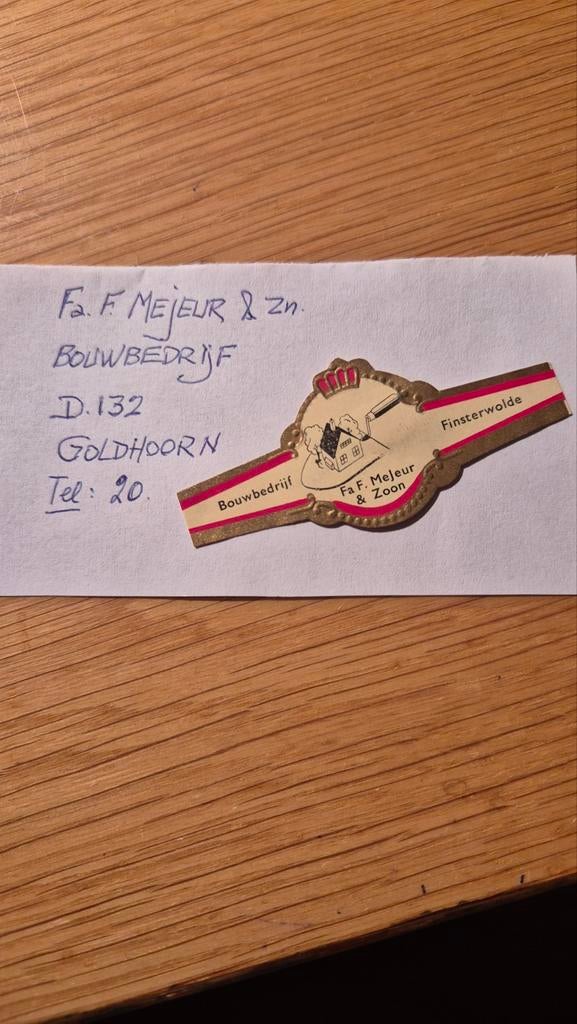 Fa. F. MEjEUR & Zn.
BOUWBEDRijF
D.132
GOLDHOORN
Tel: 20.
Bouwbedrijf
Fa F. MeJeur
& Zoon
Finsterwolde